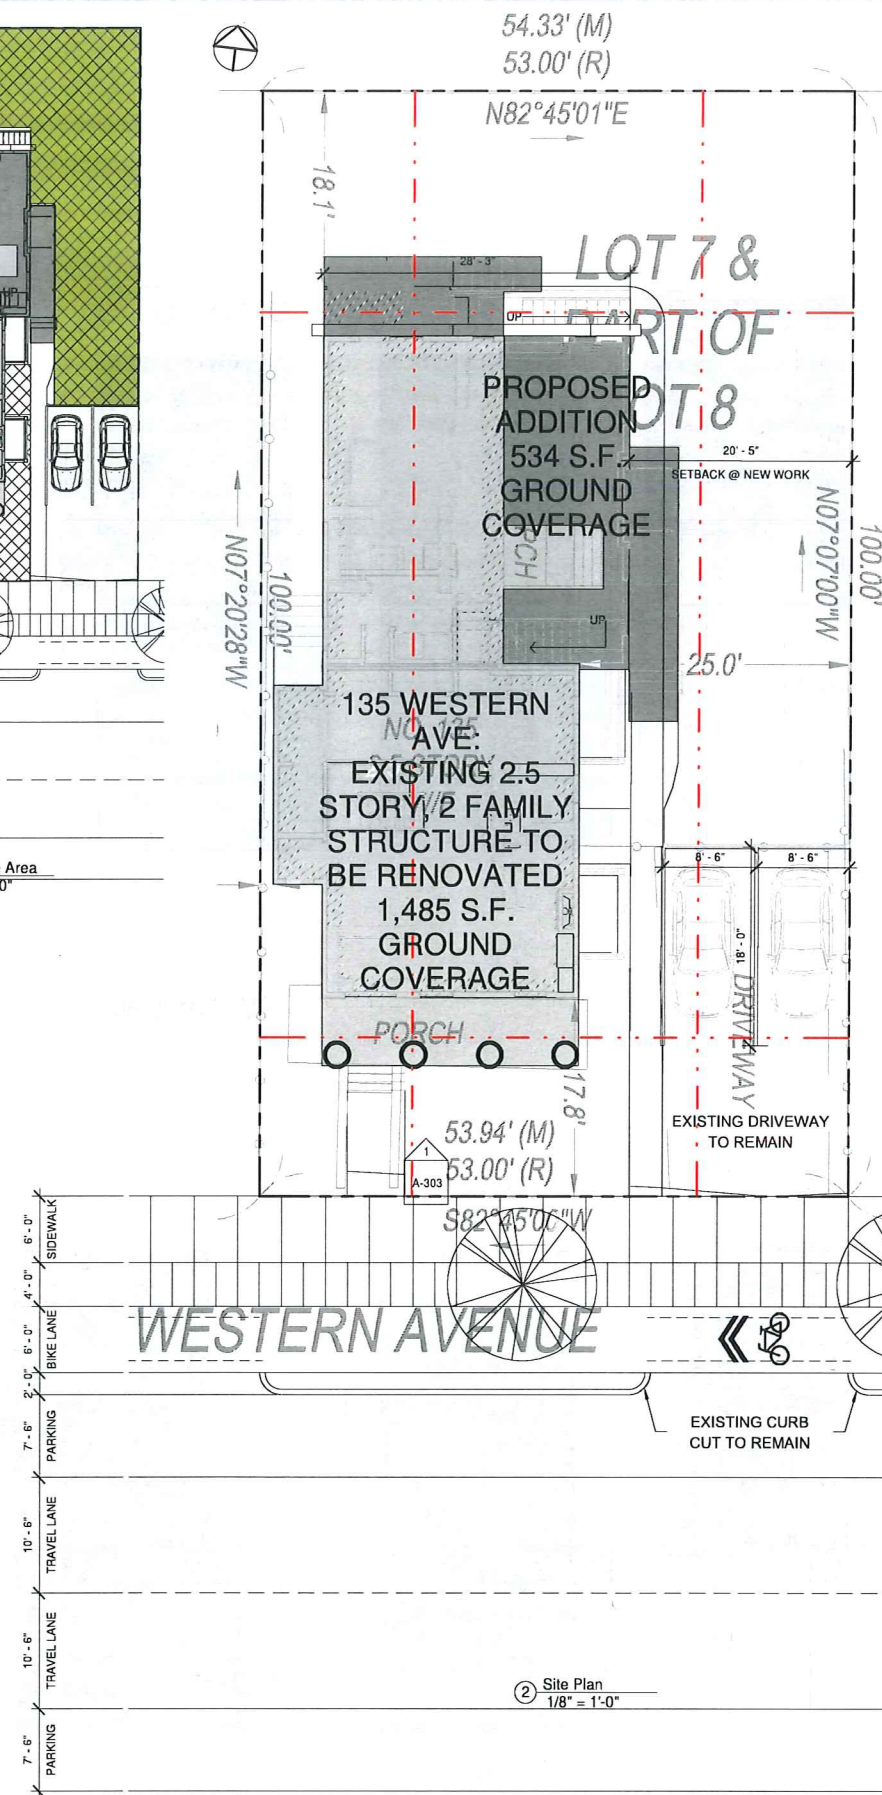 54.33' (M)
53.00' (R)
N82°45'01"E
18.1'
LOT 7 &
PART OF
LOT 8
28' - 3"
UP
UP
PROPOSED
ADDITION
534 S.F.
GROUND
COVERAGE
20' - 5"
SETBACK @ NEW WORK
N07°07'00"W
100.00'
N07°20'28"W
100.00'
UP
25.0'
135 WESTERN
AVE:
EXISTING 2.5
STORY, 2 FAMILY
STRUCTURE TO
BE RENOVATED
1,485 S.F.
GROUND
COVERAGE
NO. 135
Area
8' - 6"
8' - 6"
18' - 0"
DRIVEWAY
PORCH
17.8'
EXISTING DRIVEWAY
TO REMAIN
53.94' (M)
53.00' (R)
1
A-303
S82°45'00"W
6' - 0"
SIDEWALK
4' - 0"
WESTERN AVENUE
6' - 0"
BIKE LANE
2' - 0"
EXISTING CURB
CUT TO REMAIN
7' - 6"
PARKING
10' - 6"
TRAVEL LANE
10' - 6"
TRAVEL LANE
7' - 6"
PARKING
2
Site Plan
1/8" = 1'-0"